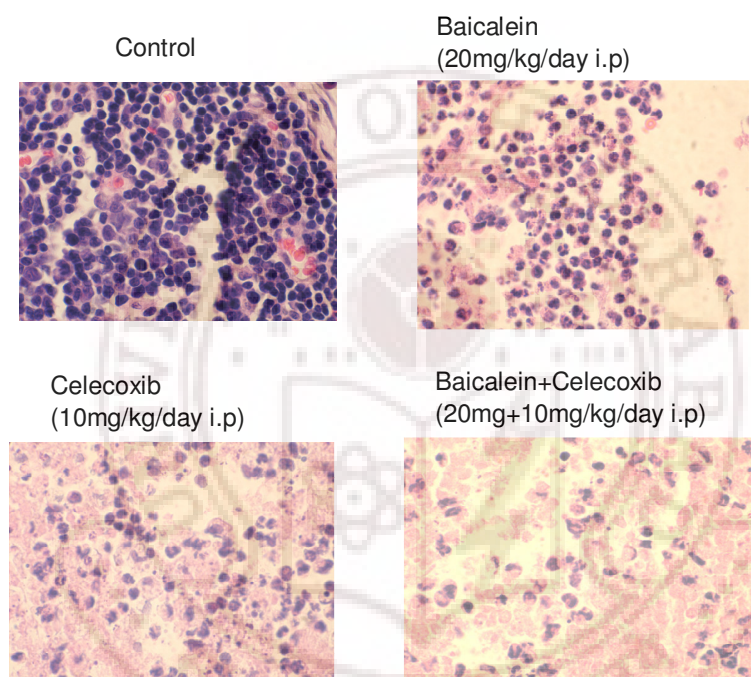 Control
Baicalein
(20mg/kg/day i.p)
Celecoxib
(10mg/kg/day i.p)
Baicalein+Celecoxib
(20mg+10mg/kg/day i.p)